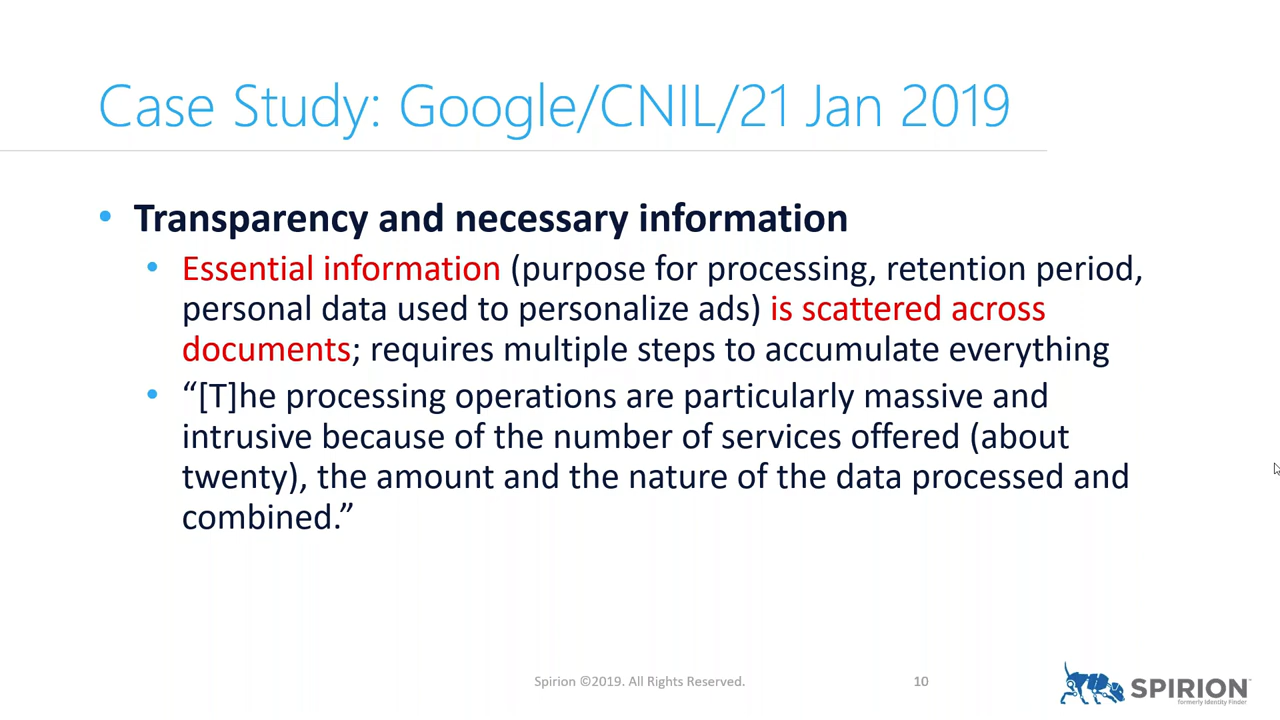 Case Study: Google/CNIL/21 Jan 2019
• Transparency and necessary information
• Essential information (purpose for processing, retention period,
personal data used to personalize ads) is scattered across
documents; requires multiple steps to accumulate everything
• “[T]he processing operations are particularly massive and
intrusive because of the number of services offered (about
twenty), the amount and the nature of the data processed and
combined.”
Spirion ©2019. All Rights Reserved.
10
SPIRION
formerly Identity Finder